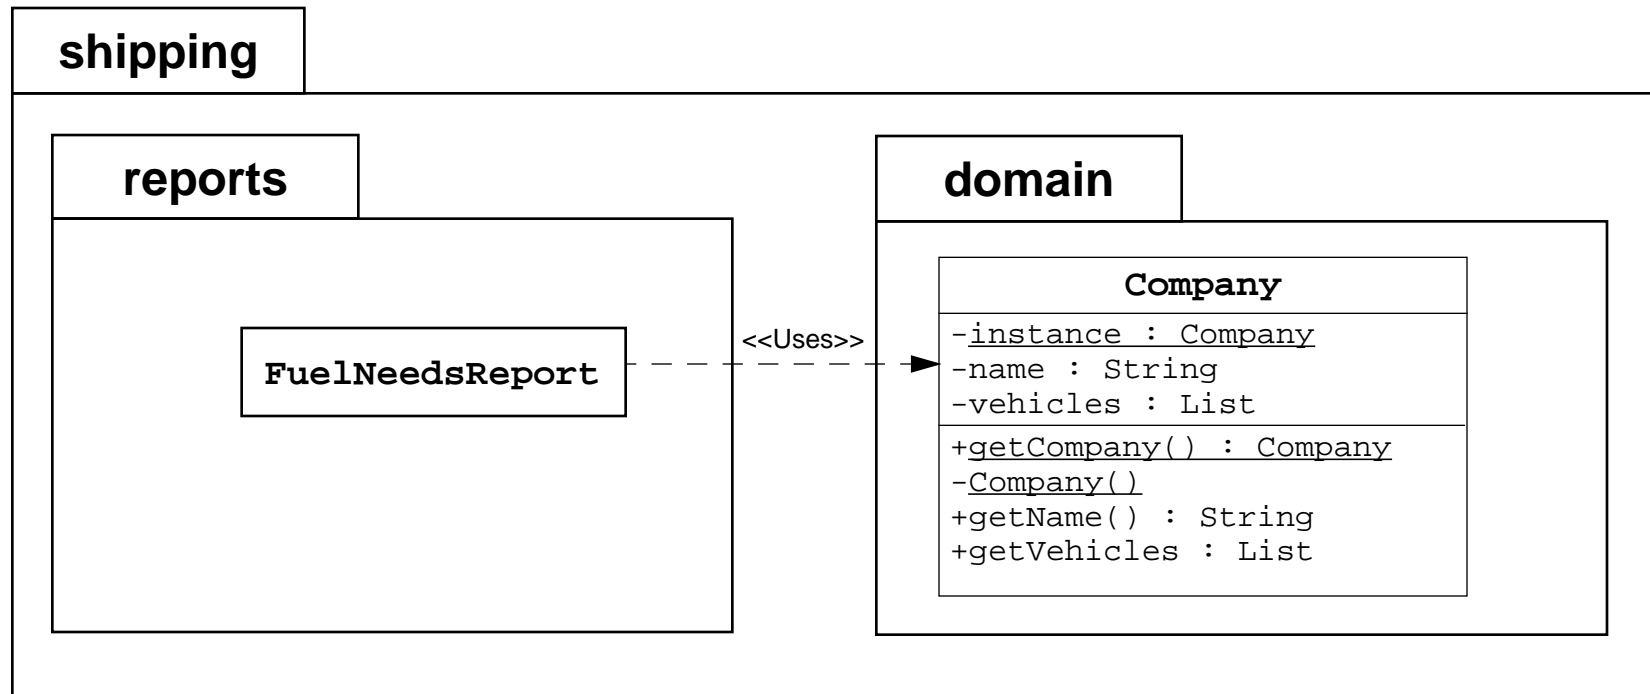 shipping
reports
domain
FuelNeedsReport
<<Uses>>
Company
-instance : Company
-name : String
-vehicles : List
+getCompany() : Company
-Company()
+getName() : String
+getVehicles : List